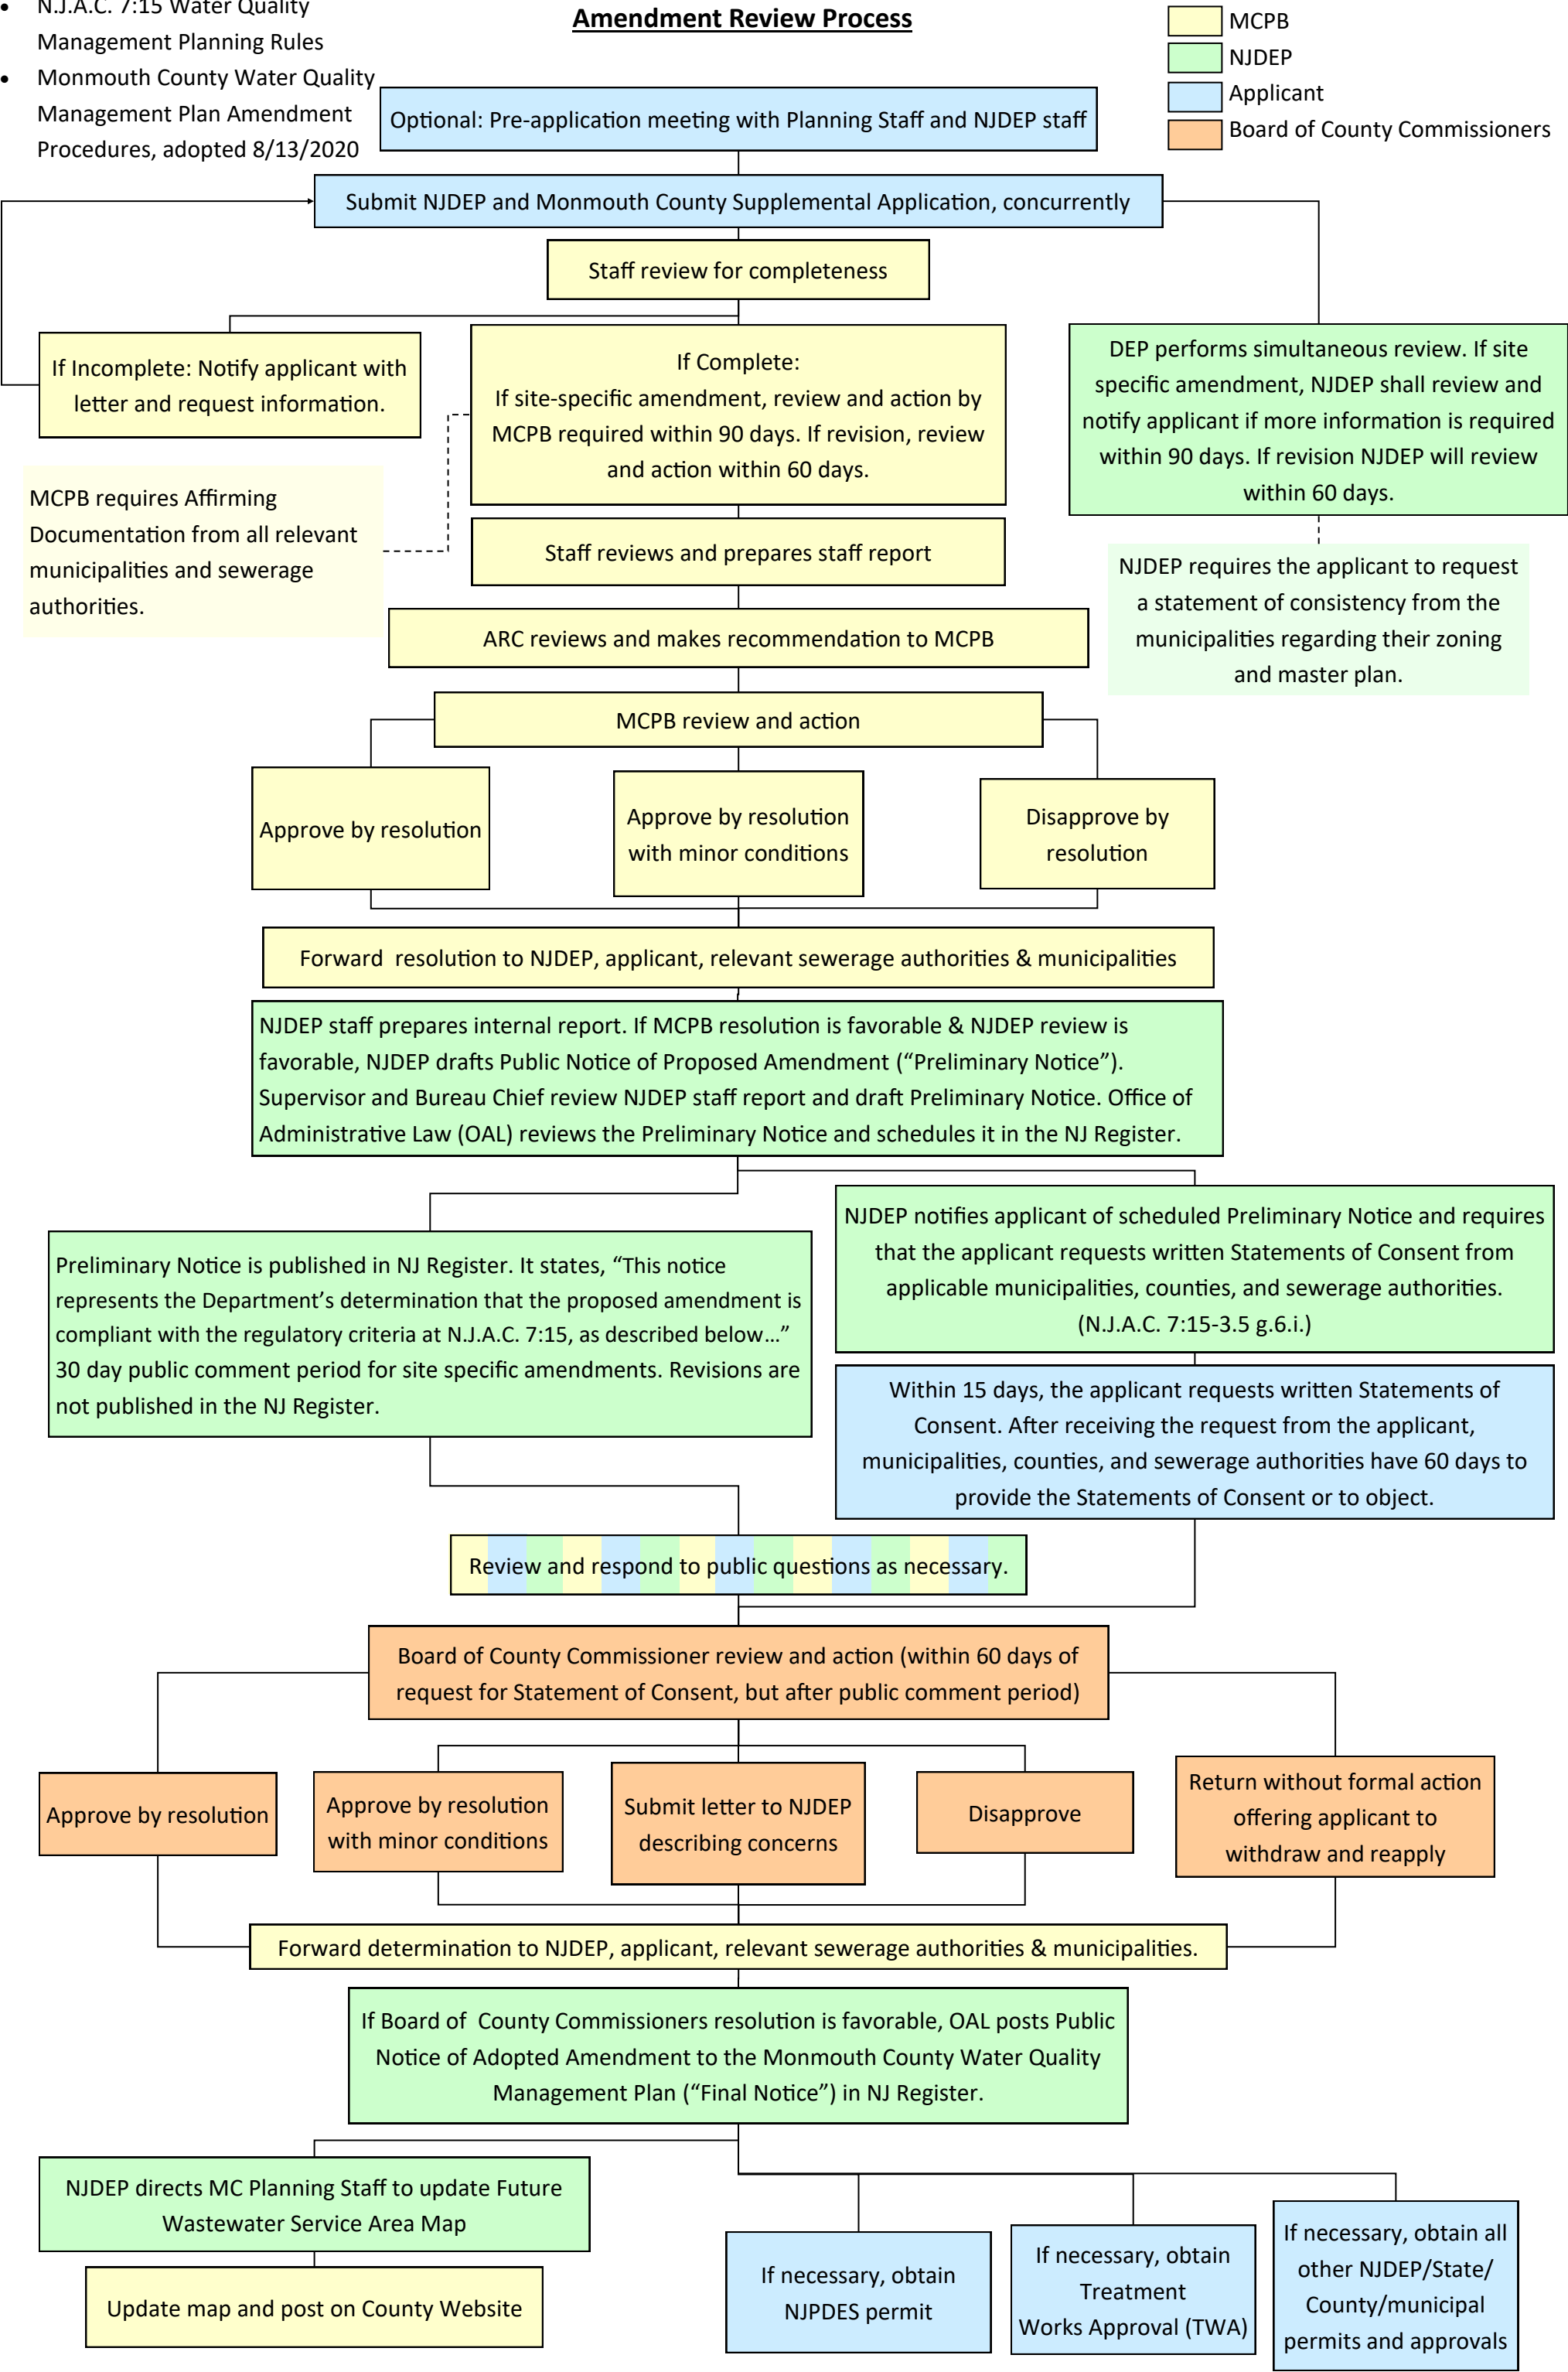 N.J.A.C. 7:15 Water Quality
Management Planning Rules
Monmouth County Water Quality
Management Plan Amendment
Procedures, adopted 8/13/2020
Amendment Review Process
MCPB
NJDEP
Applicant
Board of County Commissioners
Optional: Pre-application meeting with Planning Staff and NJDEP staff
Submit NJDEP and Monmouth County Supplemental Application, concurrently
Staff review for completeness
If Incomplete: Notify applicant with
letter and request information.
If Complete:
If site-specific amendment, review and action by
MCPB required within 90 days. If revision, review
and action within 60 days.
DEP performs simultaneous review. If site
specific amendment, NJDEP shall review and
notify applicant if more information is required
within 90 days. If revision NJDEP will review
within 60 days.
MCPB requires Affirming
Documentation from all relevant
municipalities and sewerage
authorities.
Staff reviews and prepares staff report
NJDEP requires the applicant to request
a statement of consistency from the
municipalities regarding their zoning
and master plan.
ARC reviews and makes recommendation to MCPB
MCPB review and action
Approve by resolution
Approve by resolution
with minor conditions
Disapprove by
resolution
Forward  resolution to NJDEP, applicant, relevant sewerage authorities & municipalities
NJDEP staff prepares internal report. If MCPB resolution is favorable & NJDEP review is
favorable, NJDEP drafts Public Notice of Proposed Amendment (“Preliminary Notice”).
Supervisor and Bureau Chief review NJDEP staff report and draft Preliminary Notice. Office of
Administrative Law (OAL) reviews the Preliminary Notice and schedules it in the NJ Register.
Preliminary Notice is published in NJ Register. It states, “This notice
represents the Department’s determination that the proposed amendment is
compliant with the regulatory criteria at N.J.A.C. 7:15, as described below…”
30 day public comment period for site specific amendments. Revisions are
not published in the NJ Register.
NJDEP notifies applicant of scheduled Preliminary Notice and requires
that the applicant requests written Statements of Consent from
applicable municipalities, counties, and sewerage authorities.
(N.J.A.C. 7:15-3.5 g.6.i.)
Within 15 days, the applicant requests written Statements of
Consent. After receiving the request from the applicant,
municipalities, counties, and sewerage authorities have 60 days to
provide the Statements of Consent or to object.
Review and respond to public questions as necessary.
Board of County Commissioner review and action (within 60 days of
request for Statement of Consent, but after public comment period)
Approve by resolution
Approve by resolution
with minor conditions
Submit letter to NJDEP
describing concerns
Disapprove
Return without formal action
offering applicant to
withdraw and reapply
Forward determination to NJDEP, applicant, relevant sewerage authorities & municipalities.
If Board of  County Commissioners resolution is favorable, OAL posts Public
Notice of Adopted Amendment to the Monmouth County Water Quality
Management Plan (“Final Notice”) in NJ Register.
NJDEP directs MC Planning Staff to update Future
Wastewater Service Area Map
Update map and post on County Website
If necessary, obtain
NJPDES permit
If necessary, obtain
Treatment
Works Approval (TWA)
If necessary, obtain all
other NJDEP/State/
County/municipal
permits and approvals